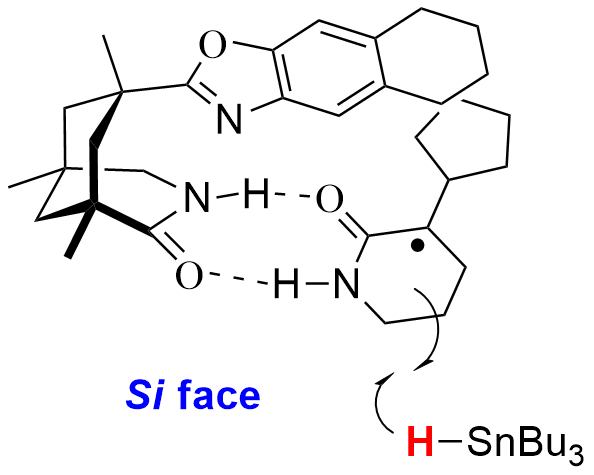 O
N
N H O
O H N
Si face
H SnBu3